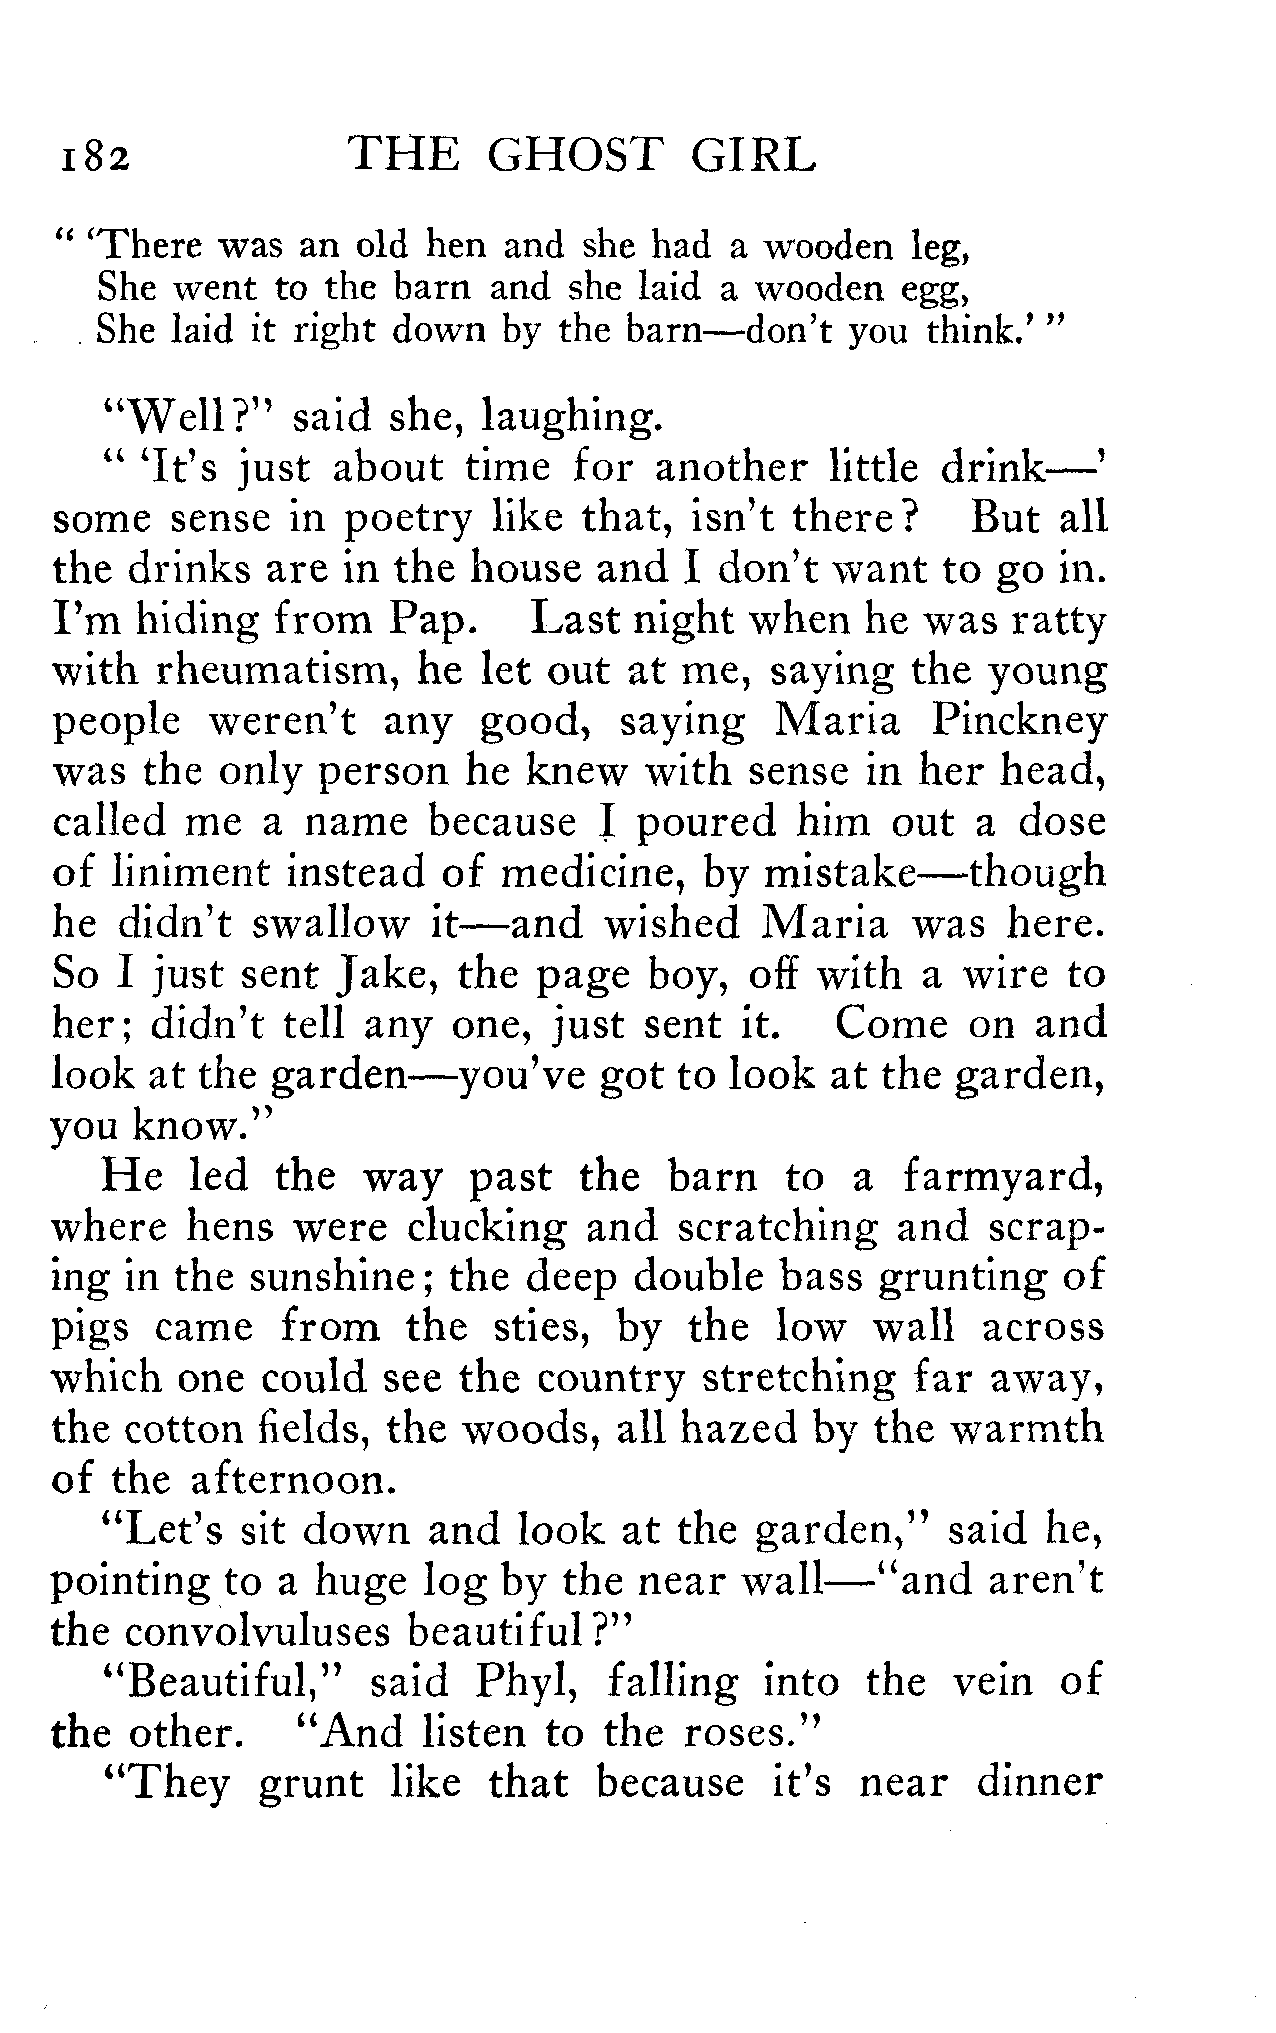 182 THE GHOST GIRL
" 'There was an old hen and she had a wooden leg,
She went to the barn and she laid a wooden egg,
She laid it right down by the barn—don't you think.' "
"Well?" said she, laughing.
" 'It's just about time for another little drink—'
some sense in poetry like that, isn't there? But all
the drinks are in the house and I don't want to go in.
I'm hiding from Pap. Last night when he was ratty
with rheumatism, he let out at me, saying the young
people weren't any good, saying Maria Pinckney
was the only person he knew with sense in her head,
called me a name because I poured him out a dose
of liniment instead of medicine, by mistake—though
he didn't swallow it—and wished Maria was here.
So I just sent Jake, the page boy, off with a wire to
her; didn't tell any one, just sent it. Come on and
look at the garden—you've got to look at the garden,
you know."
He led the way past the barn to a farmyard,
where hens were clucking and scratching and scrap-
ing in the sunshine; the deep double bass grunting of
pigs came from the sties, by the low wall across
which one could see the country stretching far away,
the cotton fields, the woods, all hazed by the warmth
of the afternoon.
"Let's sit down and look at the garden," said he,
pointing to a huge log by the near wall—"and aren't
the convolvuluses beautiful?"
"Beautiful," said Phyl, falling into the vein of
the other. "And listen to the roses."
"They grunt like that because it's near dinner